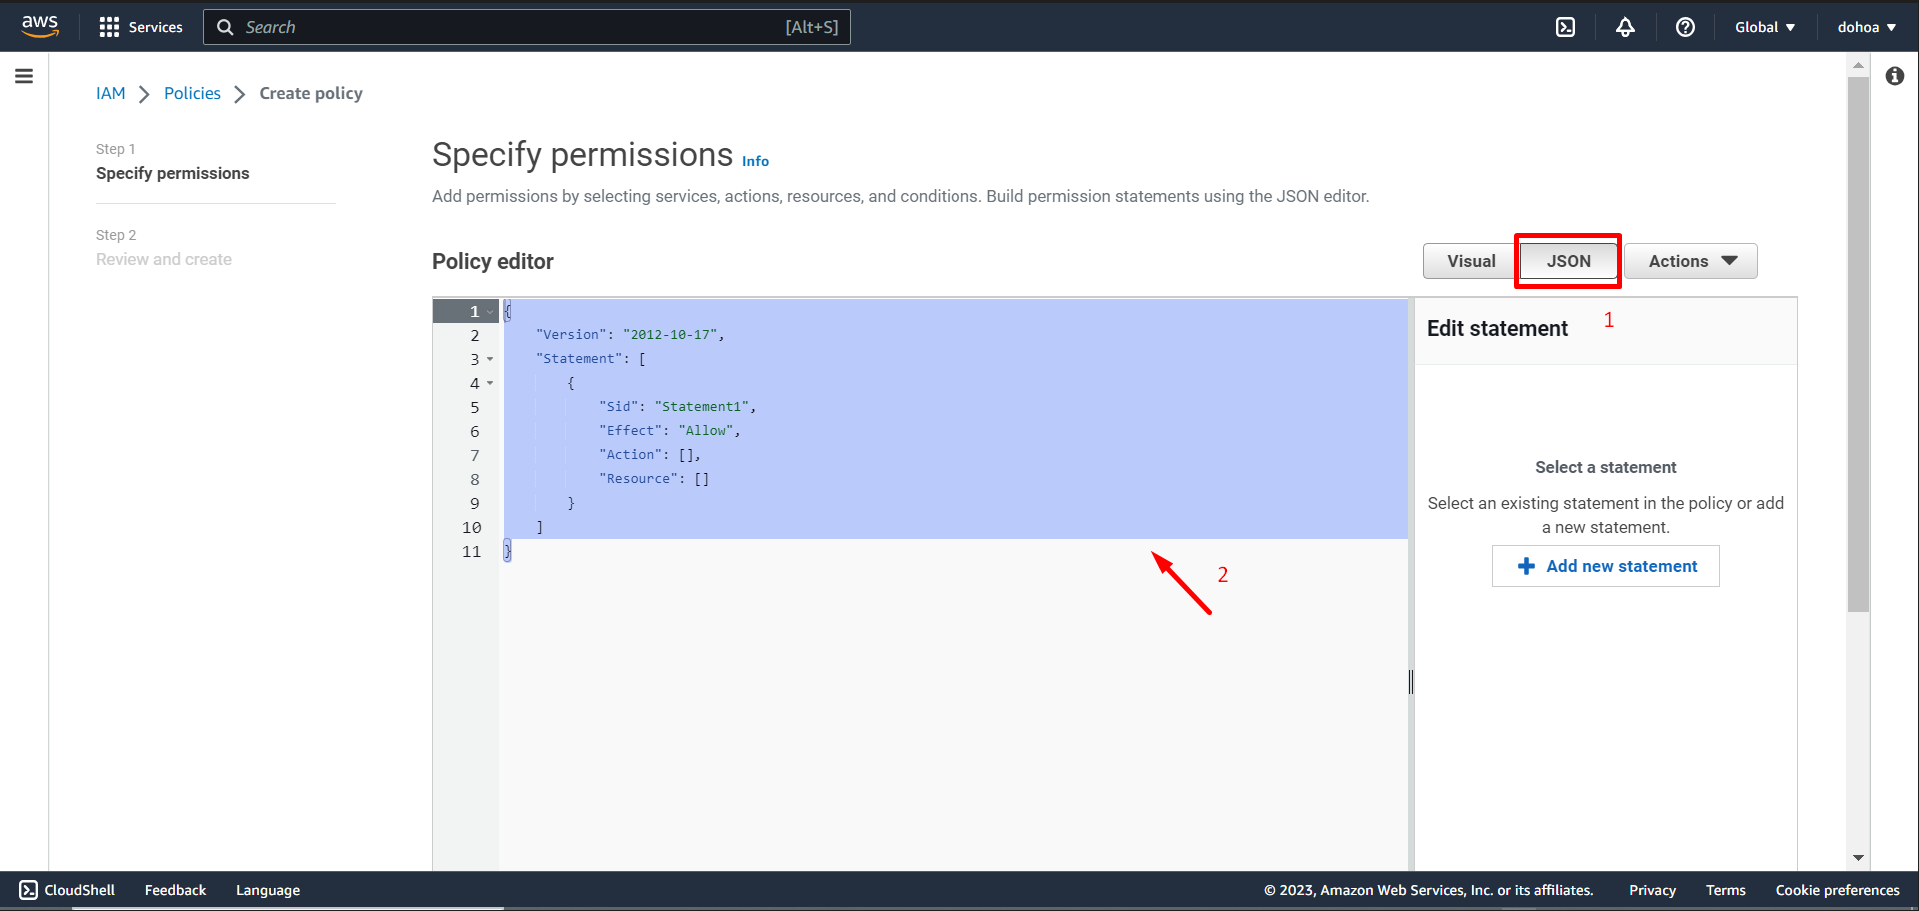 aws Services Search [Alt+S] Global dohoa
IAM Policies Create policy
Step 1
Specify permissions
Step 2
Review and create
Specify permissions Info
Add permissions by selecting services, actions, resources, and conditions. Build permission statements using the JSON editor.
Policy editor Visual JSON Actions
1 {
2 "Version": "2012-10-17",
3 "Statement": [
4 {
5 "Sid": "Statement1",
6 "Effect": "Allow",
7 "Action": [],
8 "Resource": []
9 }
10 ]
11 }
2
Edit statement 1
Select a statement
Select an existing statement in the policy or add
a new statement.
Add new statement
CloudShell Feedback Language © 2023, Amazon Web Services, Inc. or its affiliates. Privacy Terms Cookie preferences